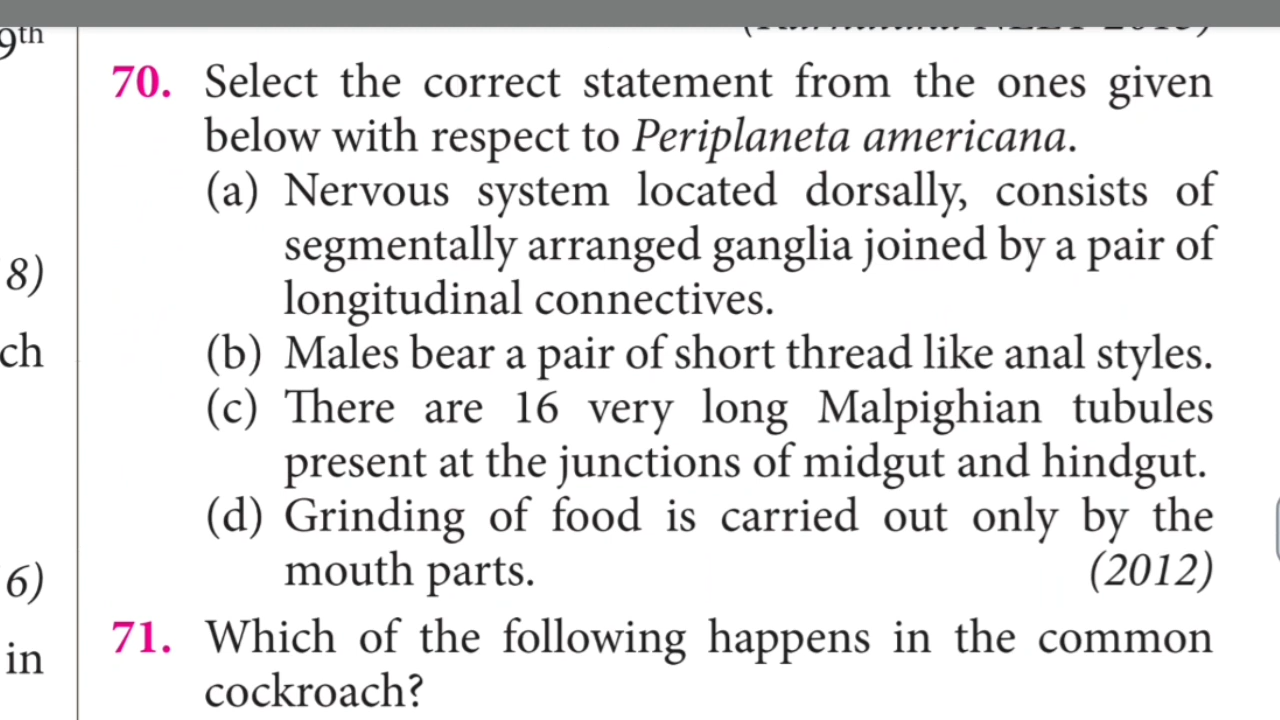 9th
70. Select the correct statement from the ones given
below with respect to Periplaneta americana.
(a) Nervous system located dorsally, consists of
segmentally arranged ganglia joined by a pair of
8)
longitudinal connectives.
ch
(b) Males bear a pair of short thread like anal styles.
(c) There are 16 very long Malpighian tubules
present at the junctions of midgut and hindgut.
(d) Grinding of food is carried out only by the
6)
mouth parts. (2012)
in
71. Which of the following happens in the common
cockroach?